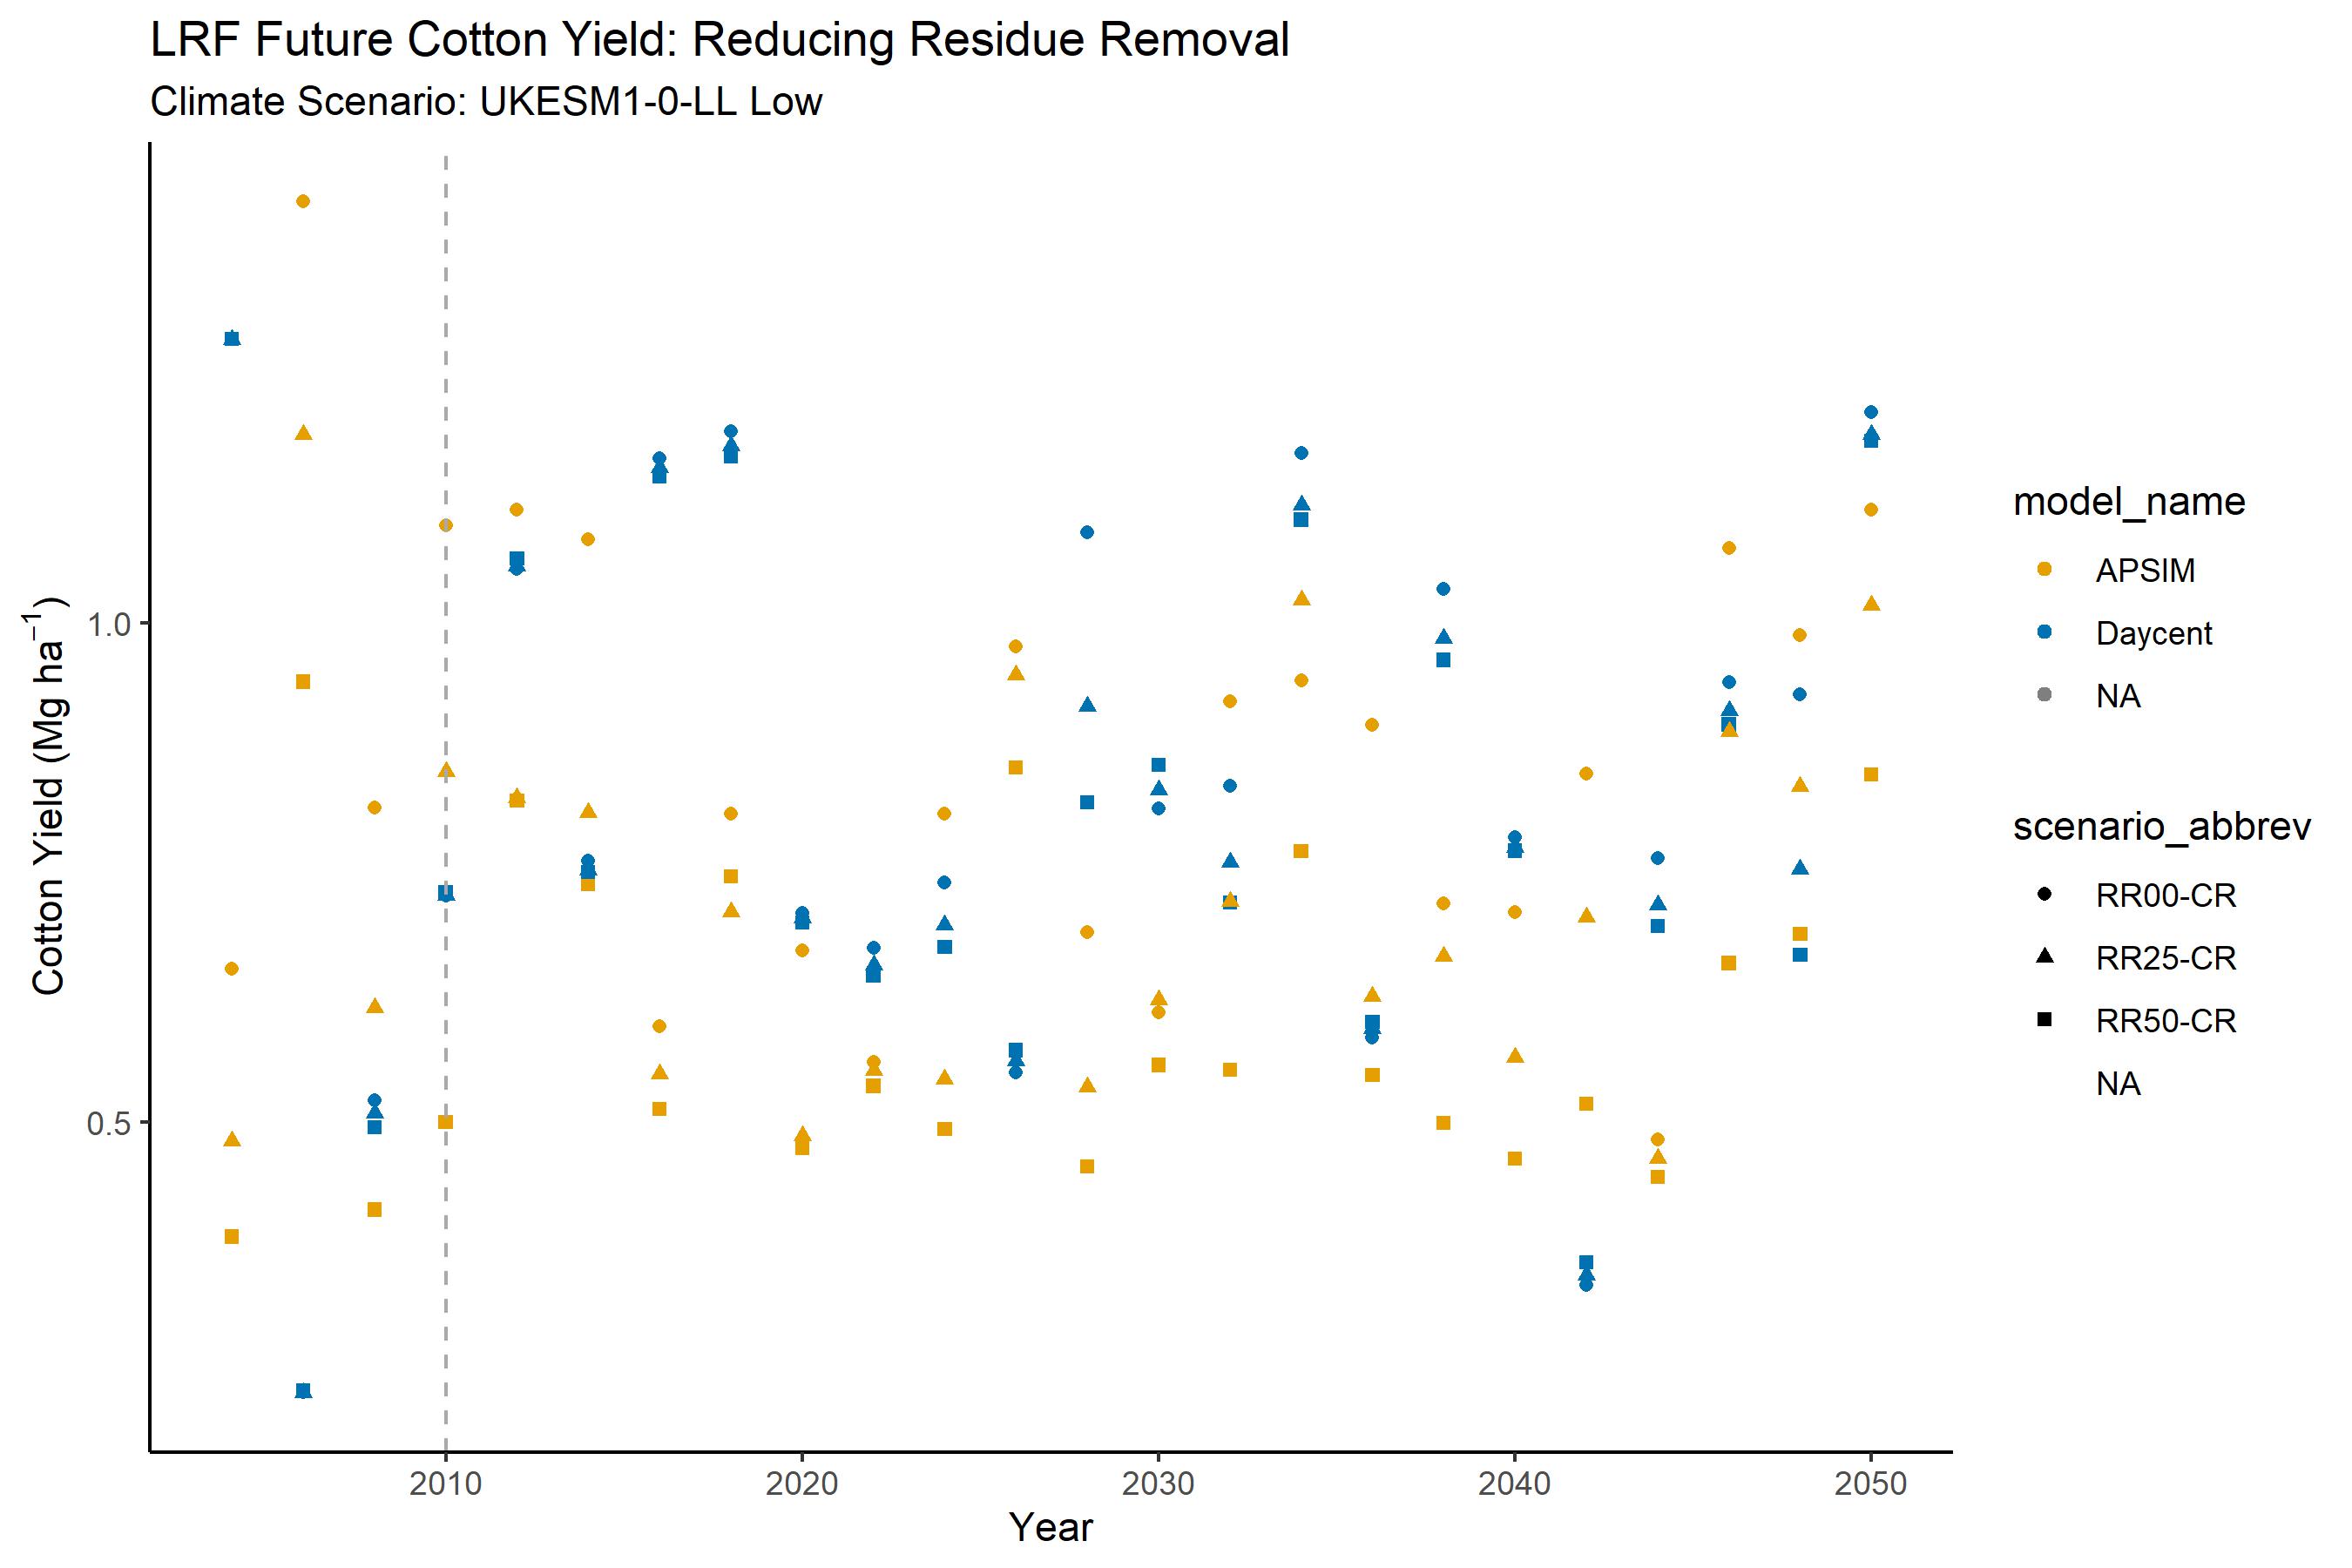 LRF Future Cotton Yield: Reducing Residue Removal
Climate Scenario: UKESM1-0-LL Low
Cotton Yield (Mg ha⁻¹)
1.0
0.5
2010 2020 2030 2040 2050
Year
model_name
APSIM
Daycent
NA
scenario_abbrev
RR00-CR
RR25-CR
RR50-CR
NA